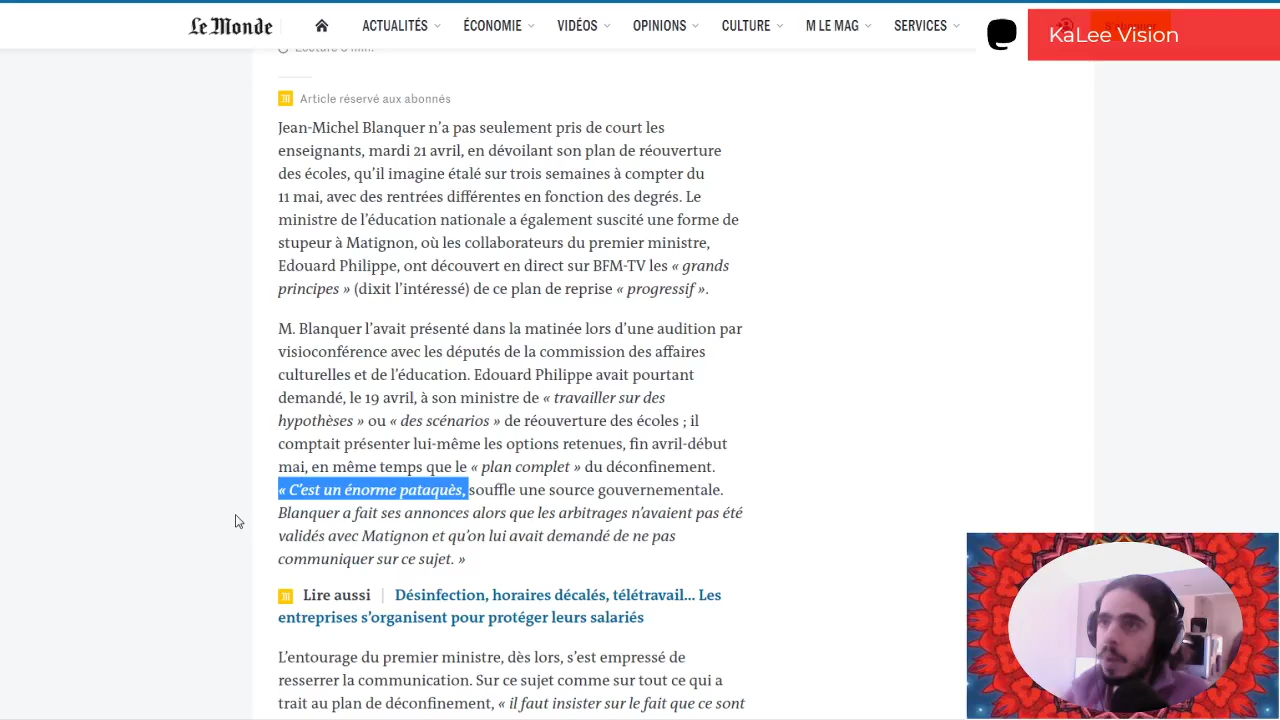 Le Monde
ACTUALITÉS
ÉCONOMIE
VIDÉOS
OPINIONS
CULTURE
M LE MAG
SERVICES
KaLee Vision
Article réservé aux abonnés
Jean-Michel Blanquer n’a pas seulement pris de court les
enseignants, mardi 21 avril, en dévoilant son plan de réouverture
des écoles, qu’il imagine étalé sur trois semaines à compter du
11 mai, avec des rentrées différentes en fonction des degrés. Le
ministre de l’éducation nationale a également suscité une forme de
stupeur à Matignon, où les collaborateurs du premier ministre,
Edouard Philippe, ont découvert en direct sur BFM-TV les « grands
principes » (dixit l’intéressé) de ce plan de reprise « progressif ».
M. Blanquer l’avait présenté dans la matinée lors d’une audition par
visioconférence avec les députés de la commission des affaires
culturelles et de l’éducation. Edouard Philippe avait pourtant
demandé, le 19 avril, à son ministre de « travailler sur des
hypothèses » ou « des scénarios » de réouverture des écoles ; il
comptait présenter lui-même les options retenues, fin avril-début
mai, en même temps que le « plan complet » du déconfinement.
« C’est un énorme pataquès, souffle une source gouvernementale.
Blanquer a fait ses annonces alors que les arbitrages n’avaient pas été
validés avec Matignon et qu’on lui avait demandé de ne pas
communiquer sur ce sujet. »
Lire aussi | Désinfection, horaires décalés, télétravail… Les
entreprises s’organisent pour protéger leurs salariés
L’entourage du premier ministre, dès lors, s’est empressé de
resserrer la communication. Sur ce sujet comme sur tout ce qui a
trait au plan de déconfinement, « il faut insister sur le fait que ce sont